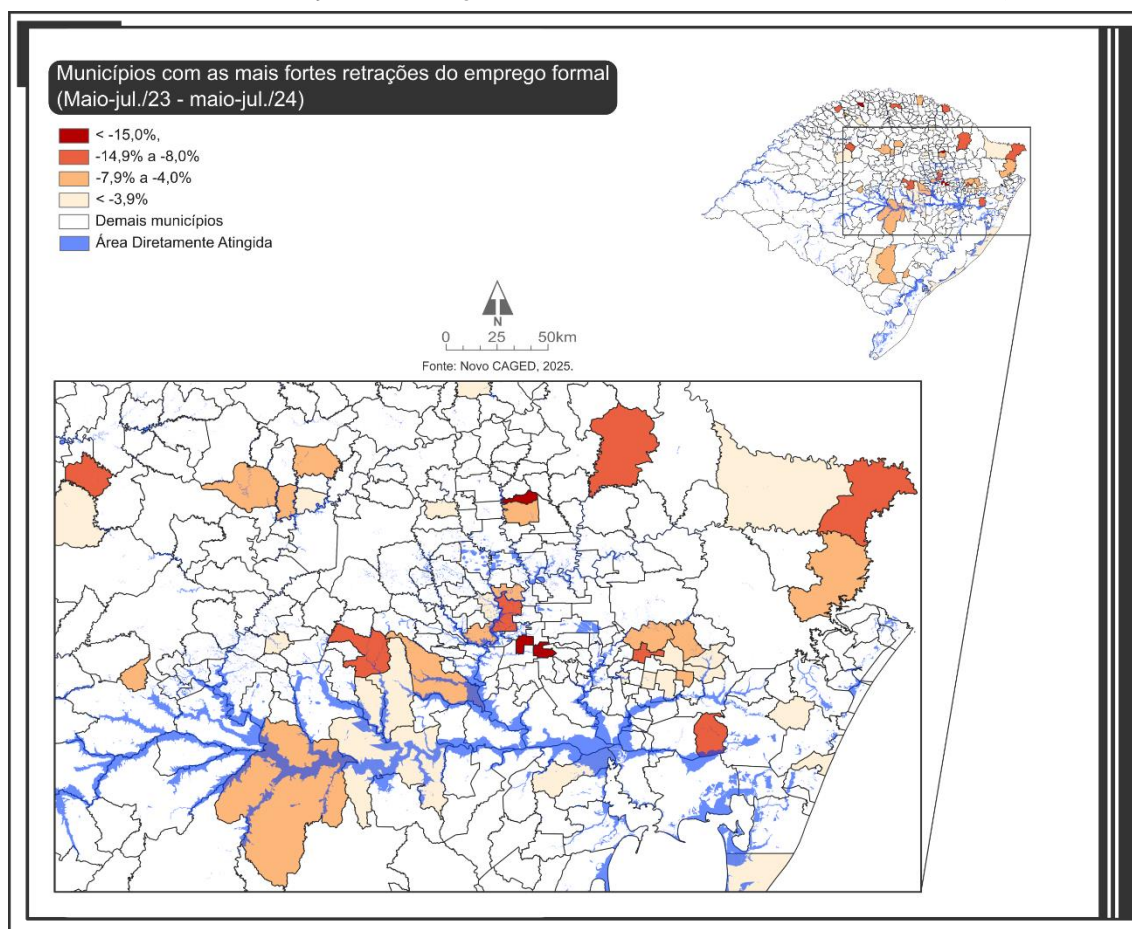 Municípios com as mais fortes retrações do emprego formal
(Maio-jul./23 - maio-jul./24)
< -15,0%,
-14,9% a -8,0%
-7,9% a -4,0%
< -3,9%
Demais municípios
Área Diretamente Atingida
N
0 25 50km
Fonte: Novo CAGED, 2025.